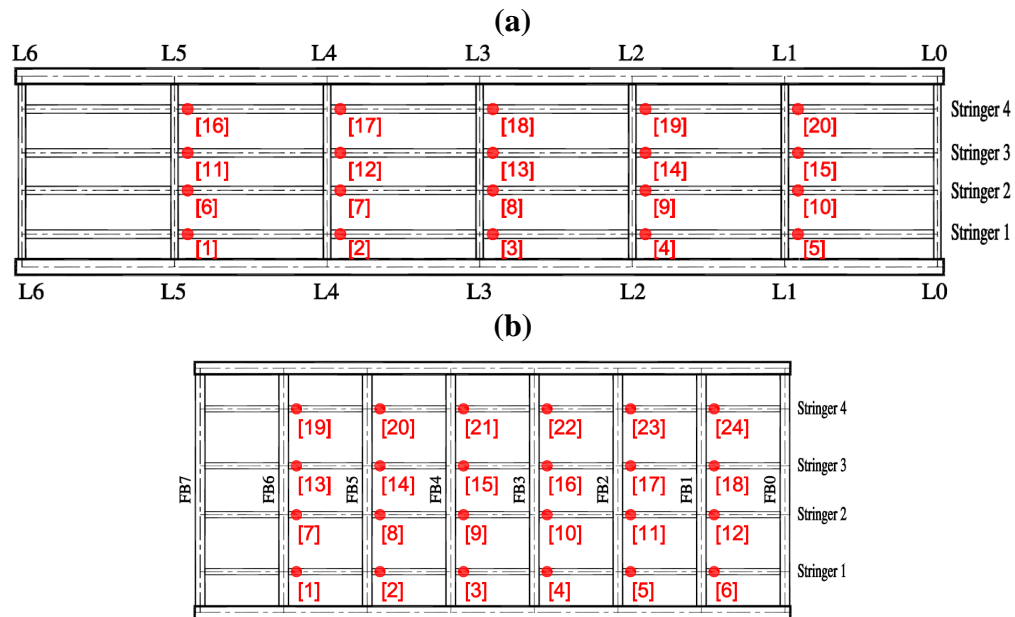 (a)
L6 L5 L4 L3 L2 L1 L0
Stringer 4
[16] [17] [18] [19] [20]
Stringer 3
[11] [12] [13] [14] [15]
Stringer 2
[6] [7] [8] [9] [10]
Stringer 1
[1] [2] [3] [4] [5]
L6 L5 L4 L3 L2 L1 L0
(b)
Stringer 4
[19] [20] [21] [22] [23] [24]
Stringer 3
FB7 FB6 FB5 FB4 FB3 FB2 FB1 FB0
[13] [14] [15] [16] [17] [18]
Stringer 2
[7] [8] [9] [10] [11] [12]
Stringer 1
[1] [2] [3] [4] [5] [6]